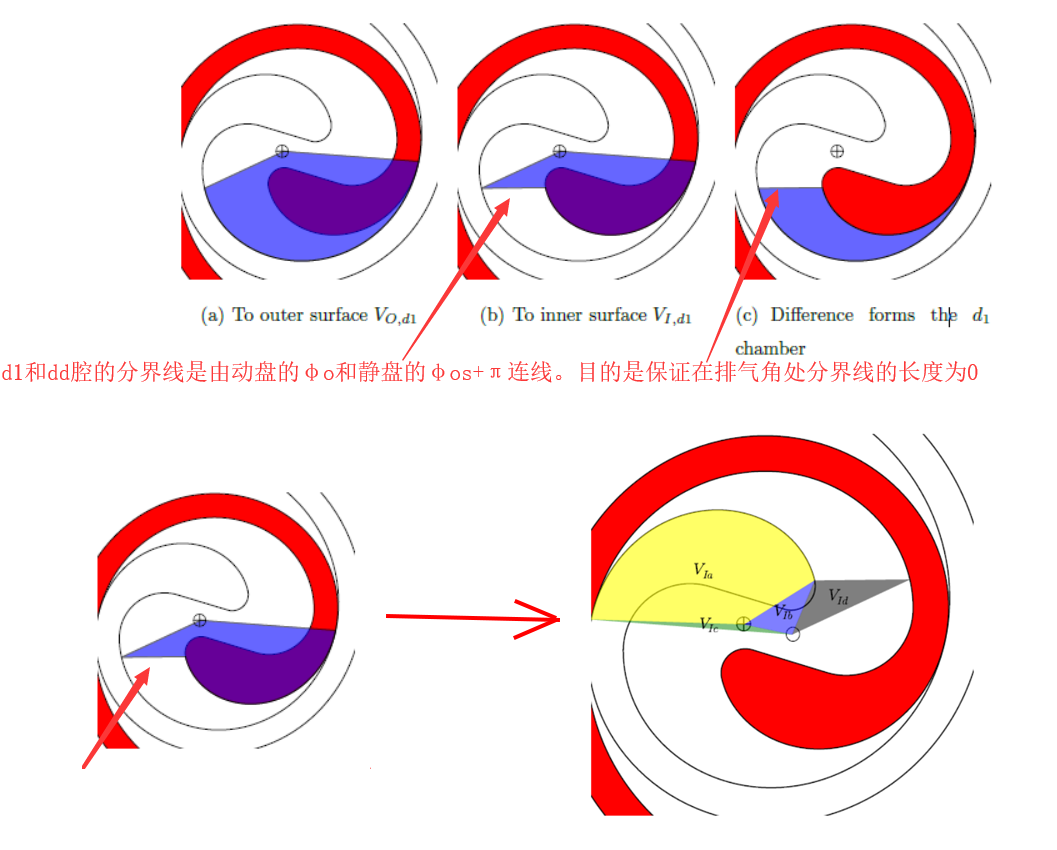 (a) To outer surface V_{O,d1}
(b) To inner surface V_{I,d1}
(c) Difference forms the d_1
chamber
d1和dd腔的分界线是由动盘的φo和静盘的φos+π连线。目的是保证在排气角处分界线的长度为0
V_{Ia}
V_{Ib}
V_{Id}
V_{Ic}